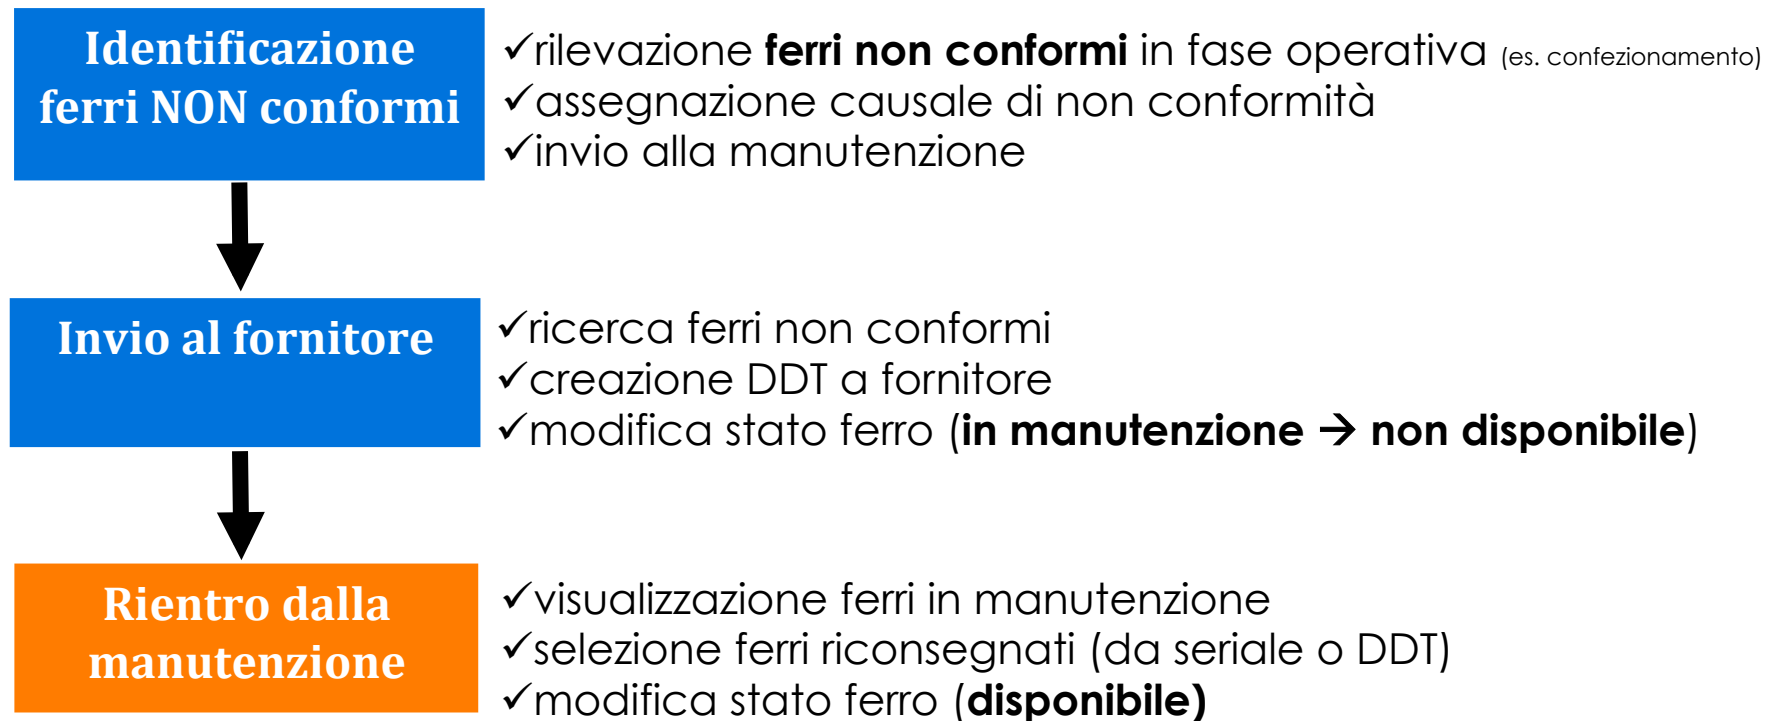 Identificazione
ferri NON conformi
✓rilevazione ferri non conformi in fase operativa (es. confezionamento)
✓assegnazione causale di non conformità
✓invio alla manutenzione
Invio al fornitore
✓ricerca ferri non conformi
✓creazione DDT a fornitore
✓modifica stato ferro (in manutenzione → non disponibile)
Rientro dalla
manutenzione
✓visualizzazione ferri in manutenzione
✓selezione ferri riconsegnati (da seriale o DDT)
✓modifica stato ferro (disponibile)